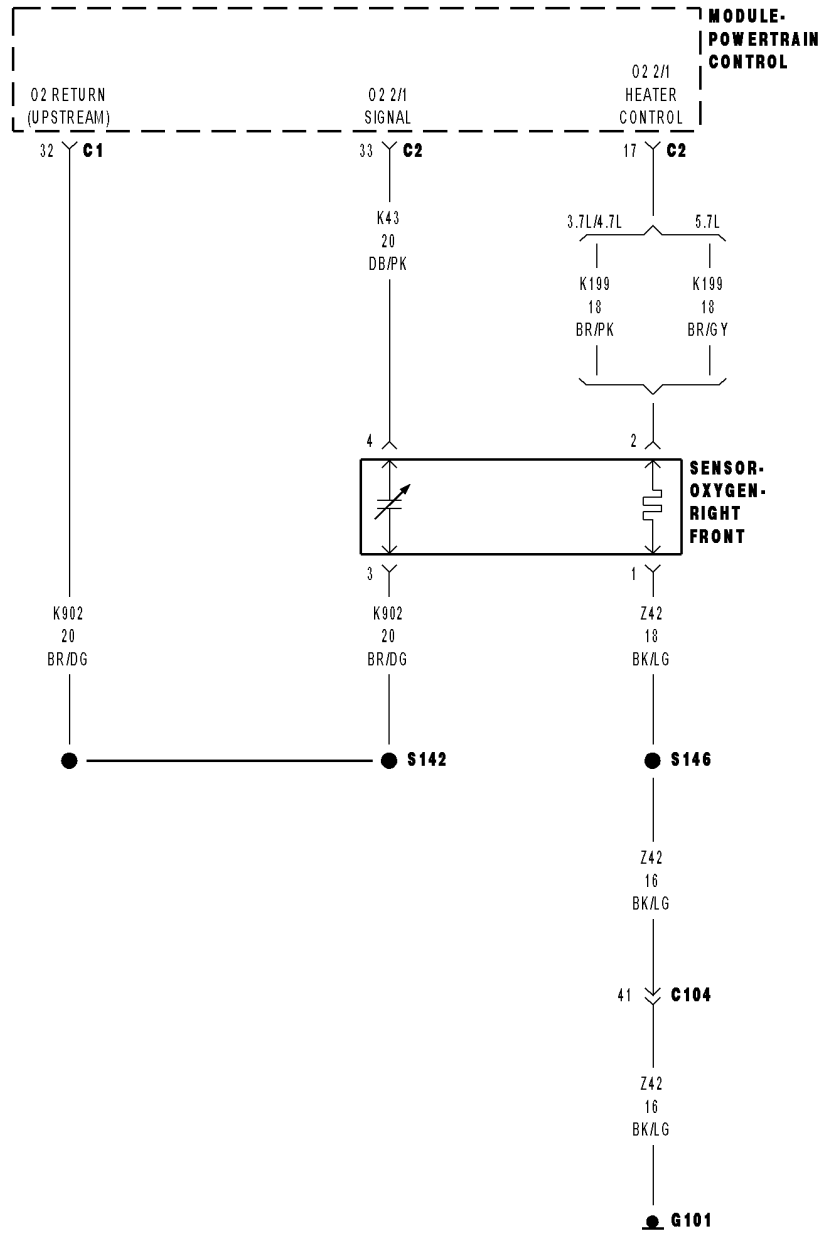 MODULE-
POWERTRAIN
CONTROL
O2 RETURN
(UPSTREAM)
O2 2/1
SIGNAL
O2 2/1
HEATER
CONTROL
32 C1
33 C2
17 C2
K43
20
DB/PK
3.7L/4.7L
5.7L
K199
18
BR/PK
K199
18
BR/GY
4
2
SENSOR-
OXYGEN-
RIGHT
FRONT
3
1
K902
20
BR/DG
K902
20
BR/DG
Z42
18
BK/LG
S142
S146
Z42
16
BK/LG
41 C104
Z42
16
BK/LG
G101